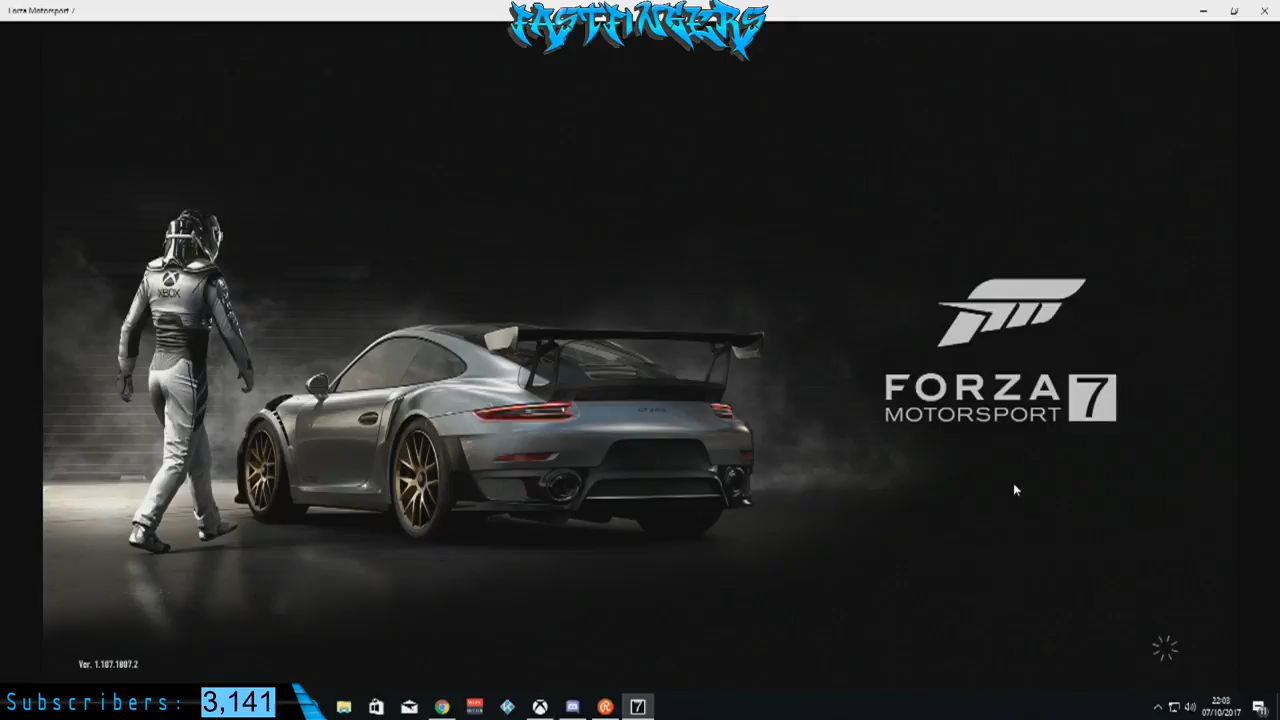 Forza Motorsport 7
FASTFINGERS
XBOX
FORZA
MOTORSPORT 7
Ver. 1.107.1007.2
Subscribers: 3,141
7
22:03
07/10/2017